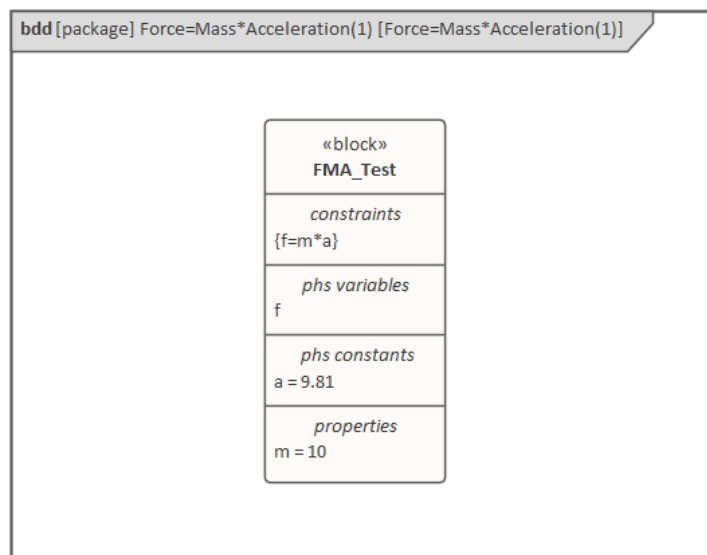 bdd [package] Force=Mass*Acceleration(1) [Force=Mass*Acceleration(1)]
«block»
FMA_Test
constraints
{f=m*a}
phs variables
f
phs constants
a = 9.81
properties
m = 10